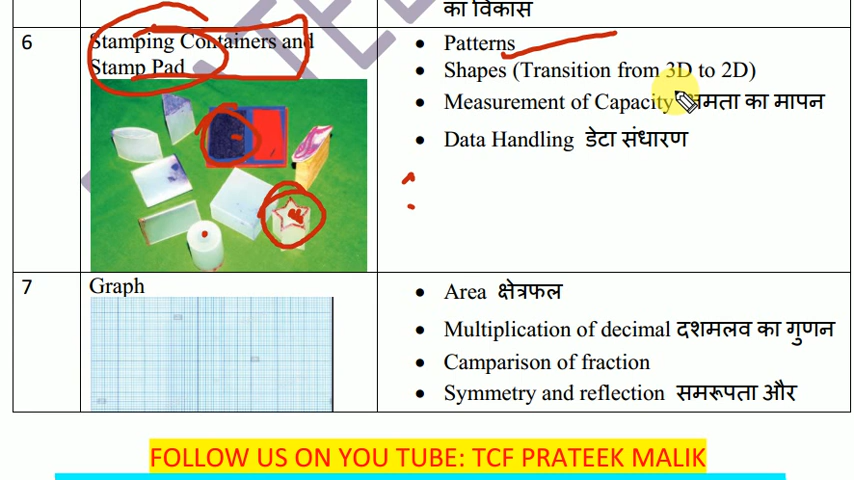 का विकास
6
Stamping Containers and
Stamp Pad
• Patterns
• Shapes (Transition from 3D to 2D)
• Measurement of Capacity क्षमता का मापन
• Data Handling डेटा संधारण
7
Graph
• Area क्षेत्रफल
• Multiplication of decimal दशमलव का गुणन
• Camparison of fraction
• Symmetry and reflection समरूपता और
FOLLOW US ON YOU TUBE: TCF PRATEEK MALIK